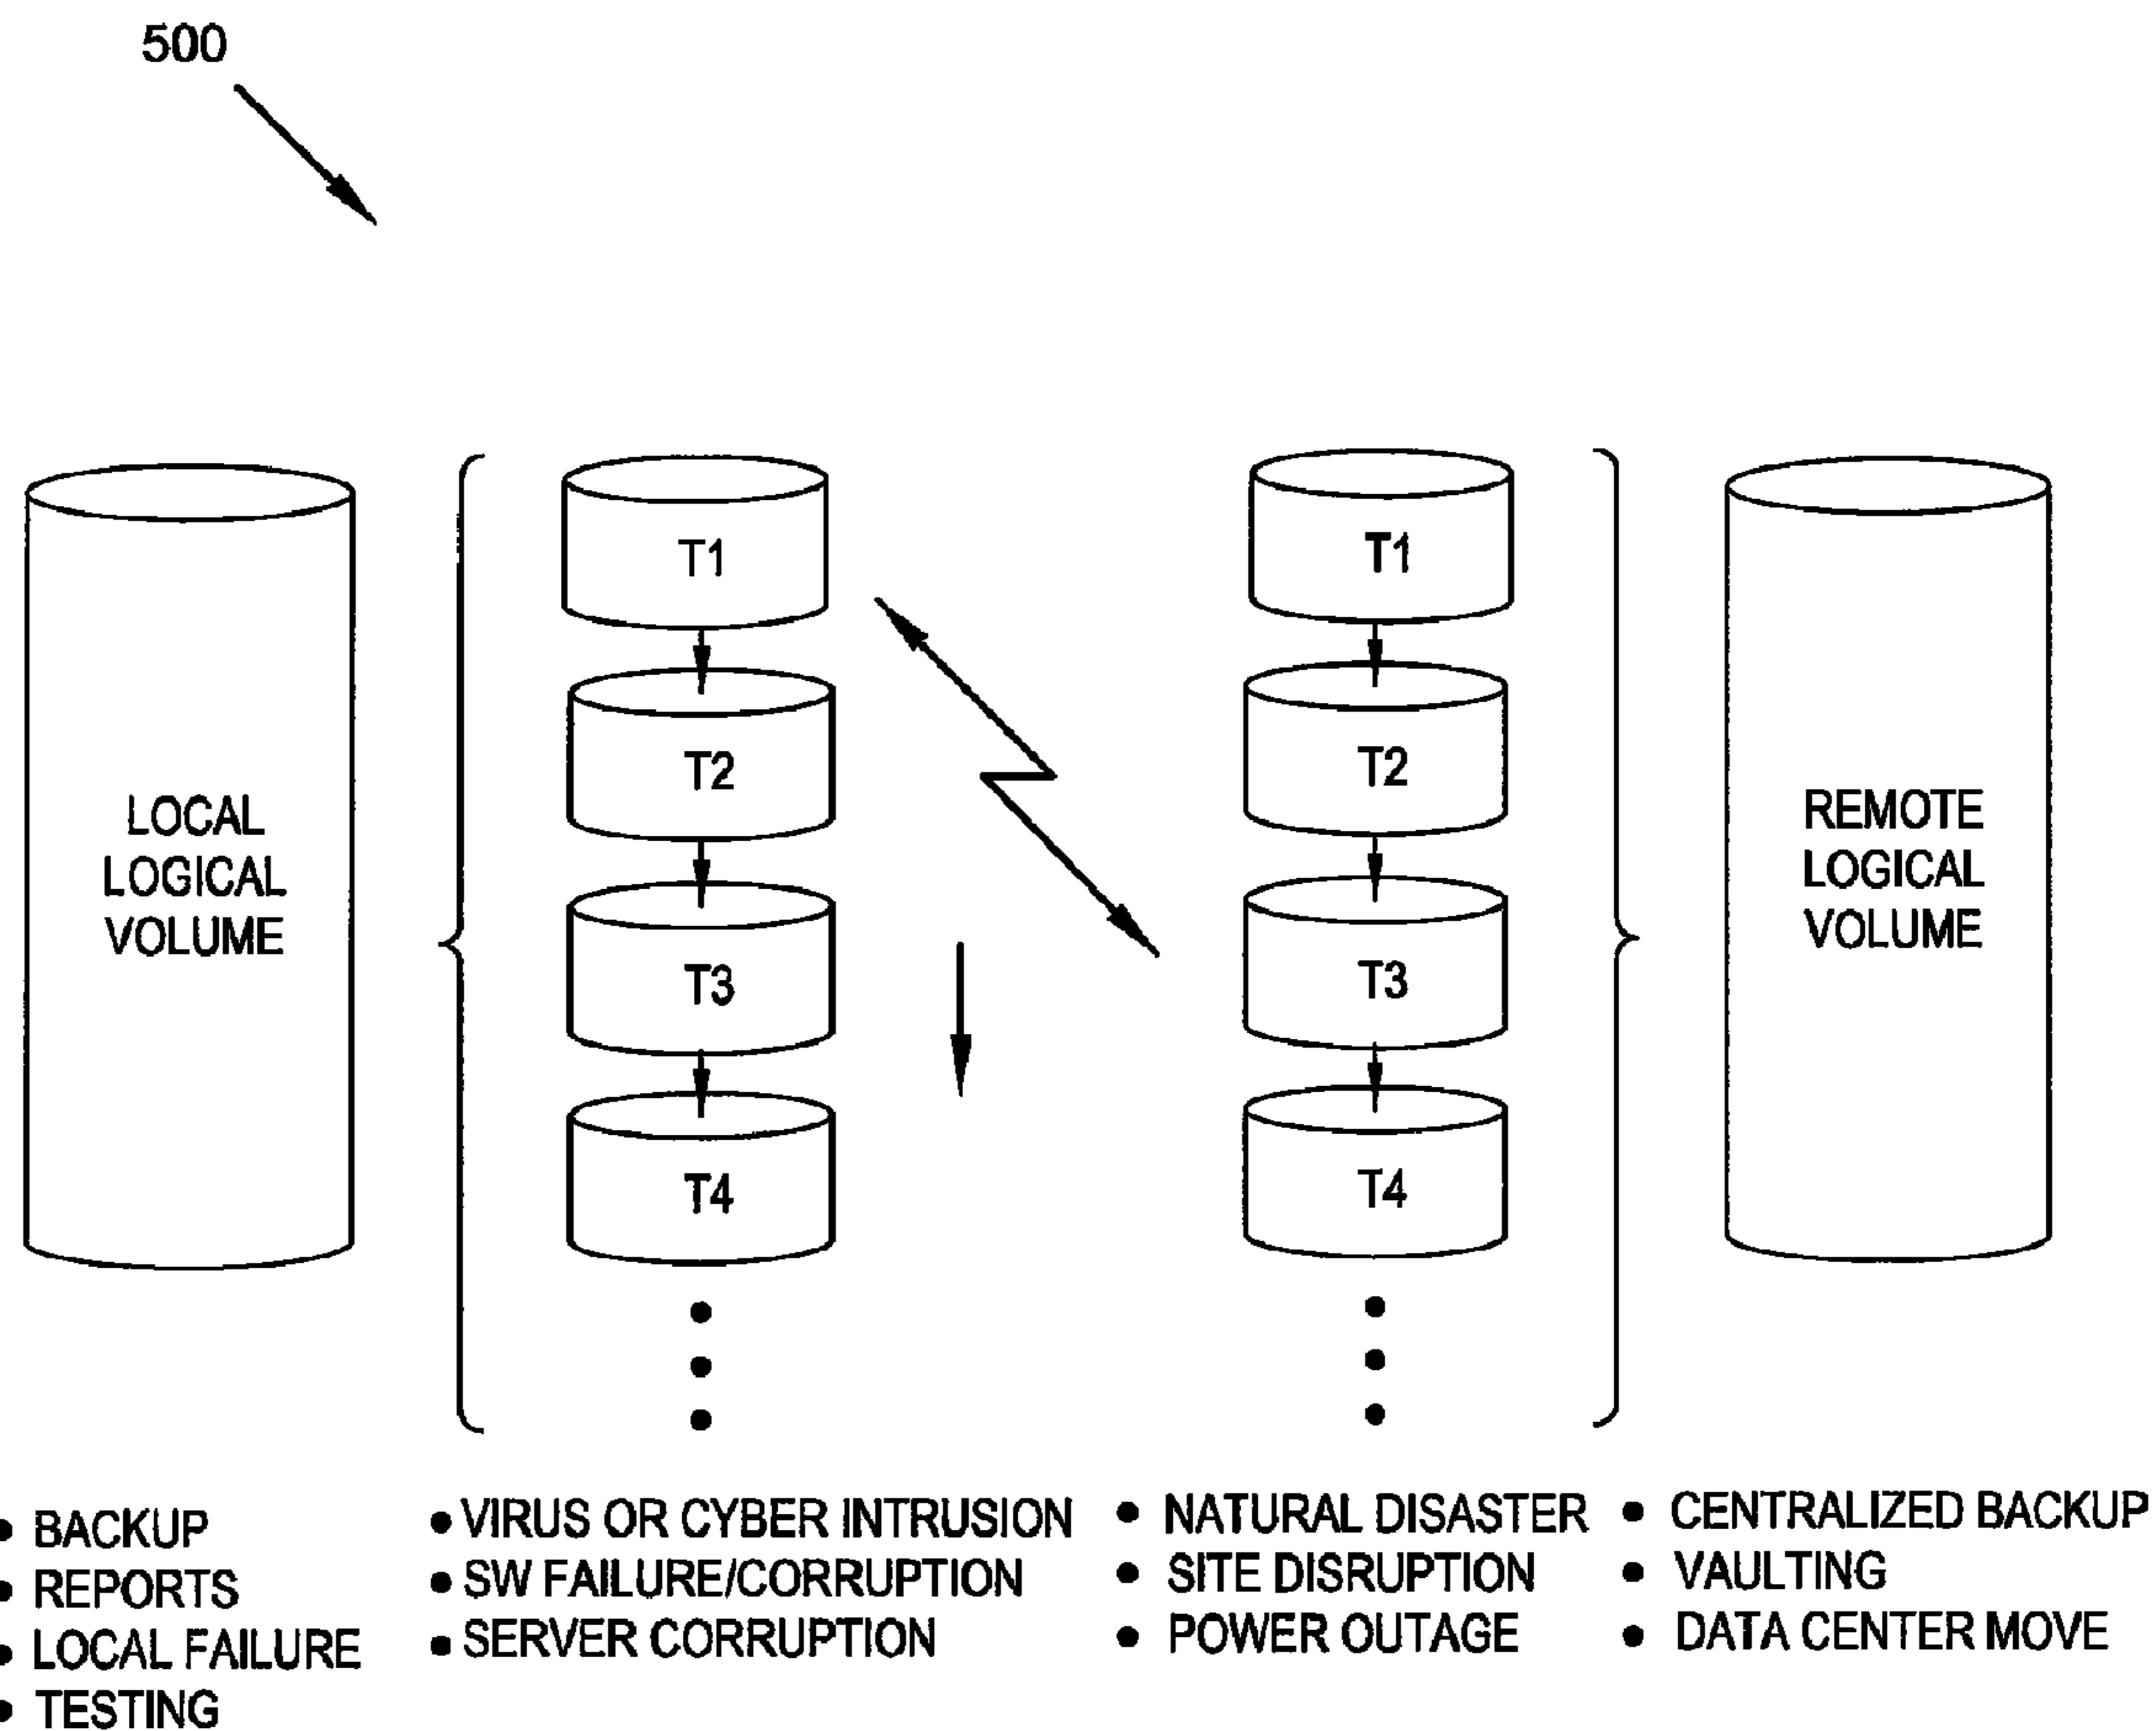 500
T1
T2
T3
T4
T1
T2
T3
T4
LOCAL
LOGICAL
VOLUME
REMOTE
LOGICAL
VOLUME
• BACKUP
• REPORTS
• LOCAL FAILURE
• TESTING
• VIRUS OR CYBER INTRUSION
• SW FAILURE/CORRUPTION
• SERVER CORRUPTION
• NATURAL DISASTER
• SITE DISRUPTION
• POWER OUTAGE
• CENTRALIZED BACKUP
• VAULTING
• DATA CENTER MOVE